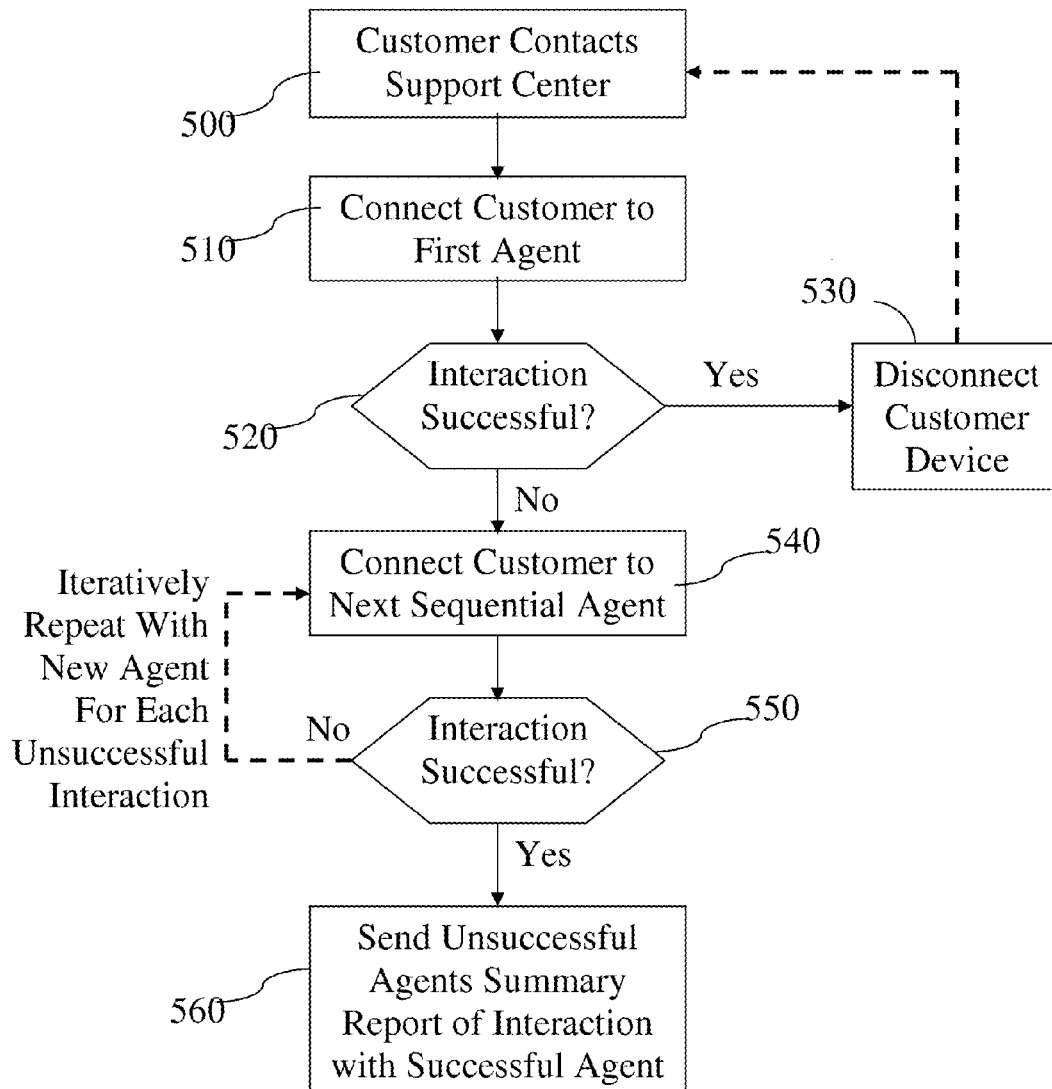 Customer Contacts
Support Center
500
Connect Customer to
First Agent
510
530
Interaction
Successful?
520
Yes
Disconnect
Customer
Device
No
540
Connect Customer to
Next Sequential Agent
Iteratively
Repeat With
New Agent
For Each
Unsuccessful
Interaction
No
550
Interaction
Successful?
Yes
Send Unsuccessful
Agents Summary
Report of Interaction
with Successful Agent
560